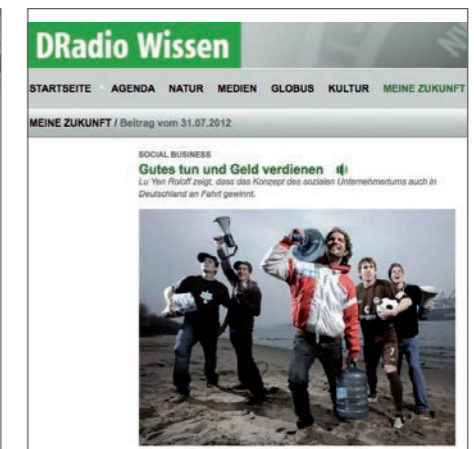 DRadio Wissen
STARTSEITE AGENDA NATUR MEDIEN GLOBUS KULTUR MEINE ZUKUNFT
MEINE ZUKUNFT / Beitrag vom 31.07.2012
SOCIAL BUSINESS
Gutes tun und Geld verdienen
Lu Yen Roloff zeigt, dass das Konzept des sozialen Unternehmertums auch in
Deutschland an Fahrt gewinnt.